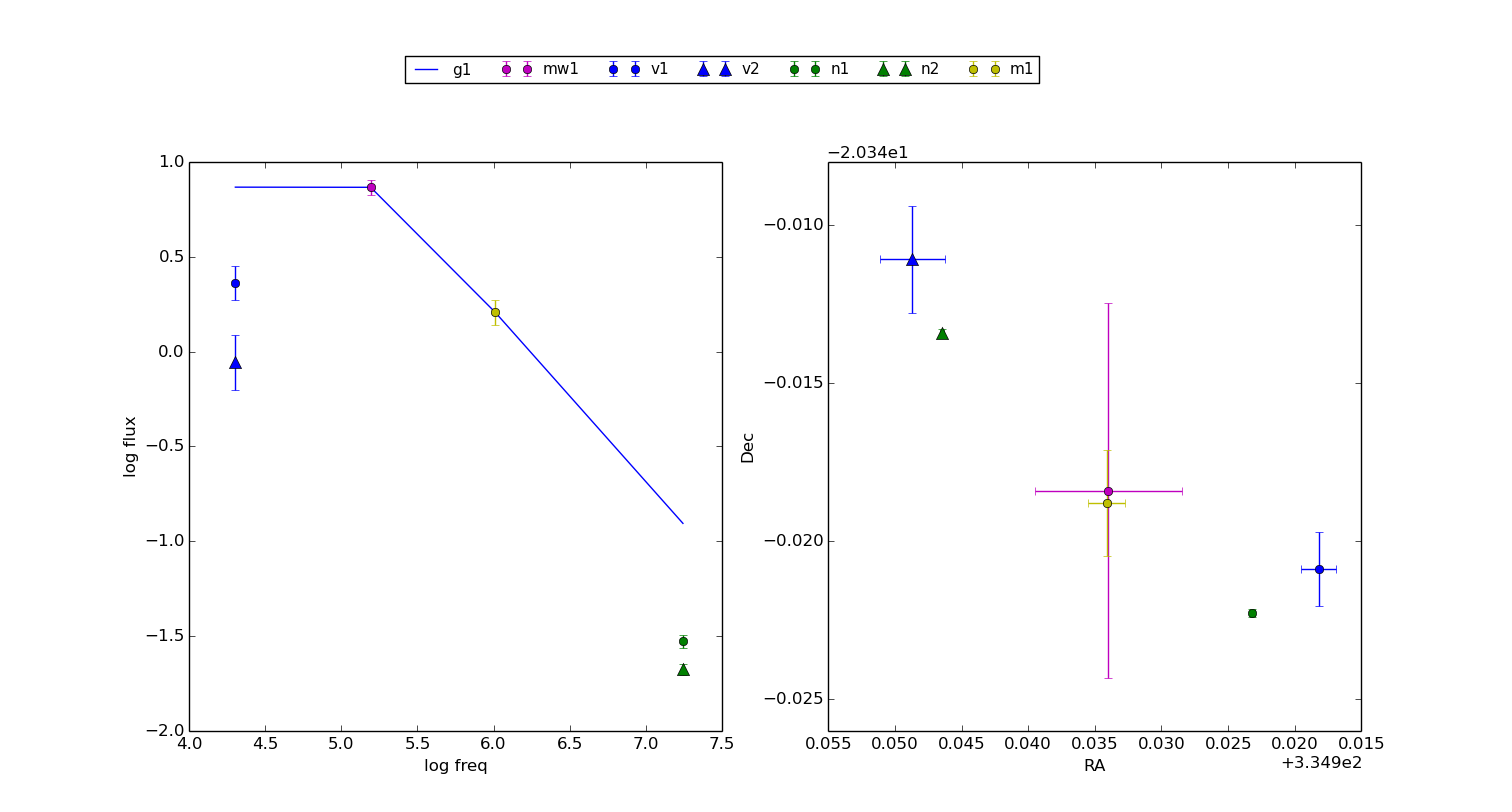 g1 mw1 v1 v2 n1 n2 m1
−2.034e1
1.0
0.5
0.0
−0.5
−1.0
−1.5
−2.0
log flux
4.0 4.5 5.0 5.5 6.0 6.5 7.0 7.5
log freq
−0.010
−0.015
−0.020
−0.025
Dec
0.055 0.050 0.045 0.040 0.035 0.030 0.025 0.020 0.015
+3.349e2
RA